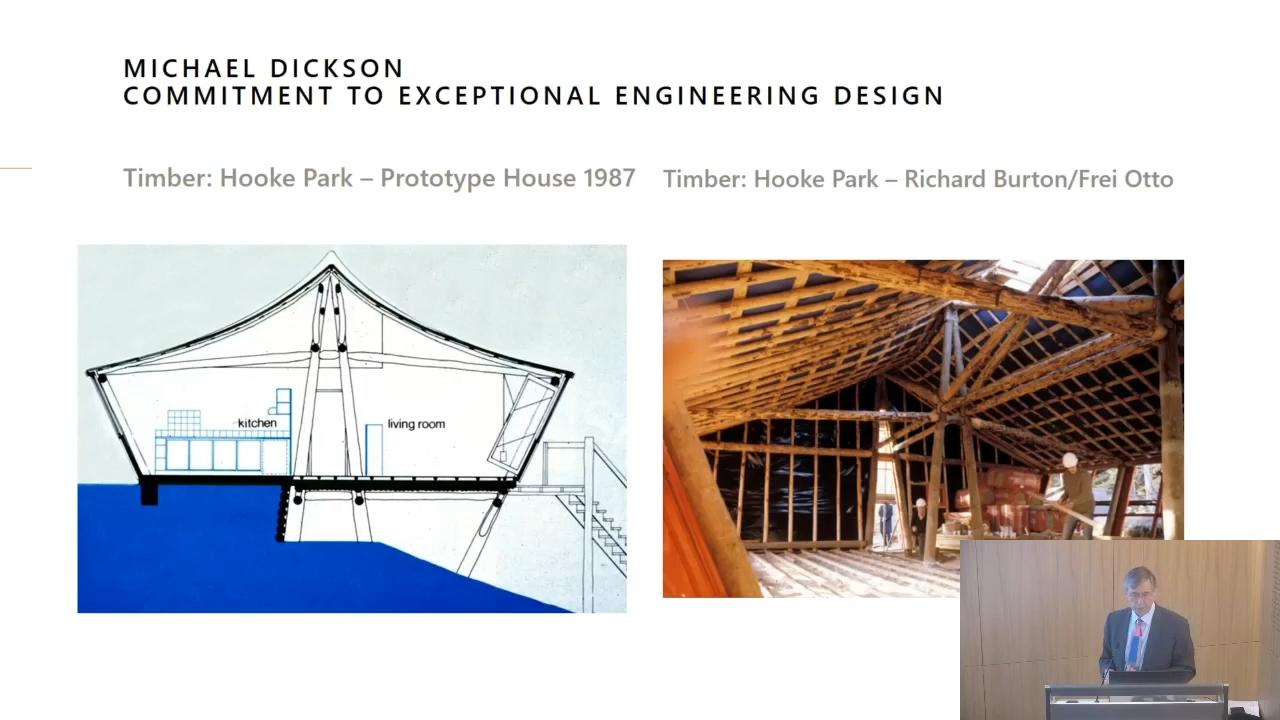 MICHAEL DICKSON
COMMITMENT TO EXCEPTIONAL ENGINEERING DESIGN
Timber: Hooke Park – Prototype House 1987
Timber: Hooke Park – Richard Burton/Frei Otto
kitchen
living room